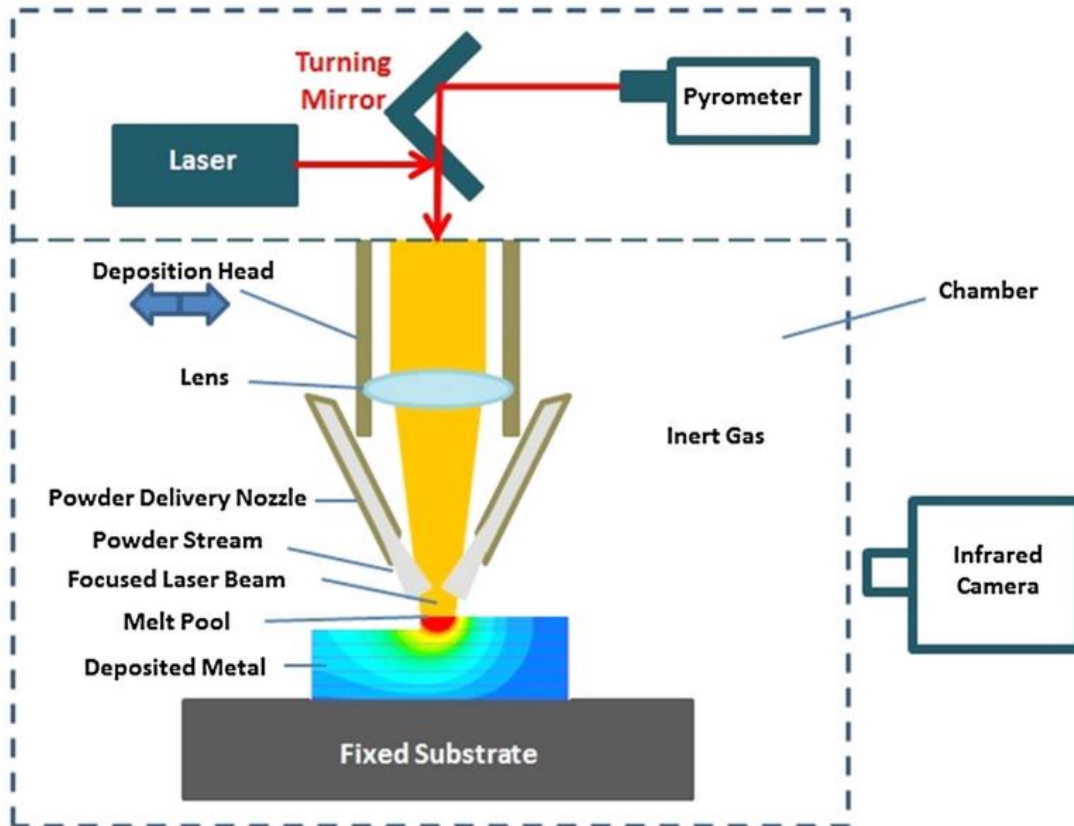 Turning
Mirror
Pyrometer
Laser
Deposition Head
Chamber
Lens
Inert Gas
Powder Delivery Nozzle
Powder Stream
Infrared
Camera
Focused Laser Beam
Melt Pool
Deposited Metal
Fixed Substrate